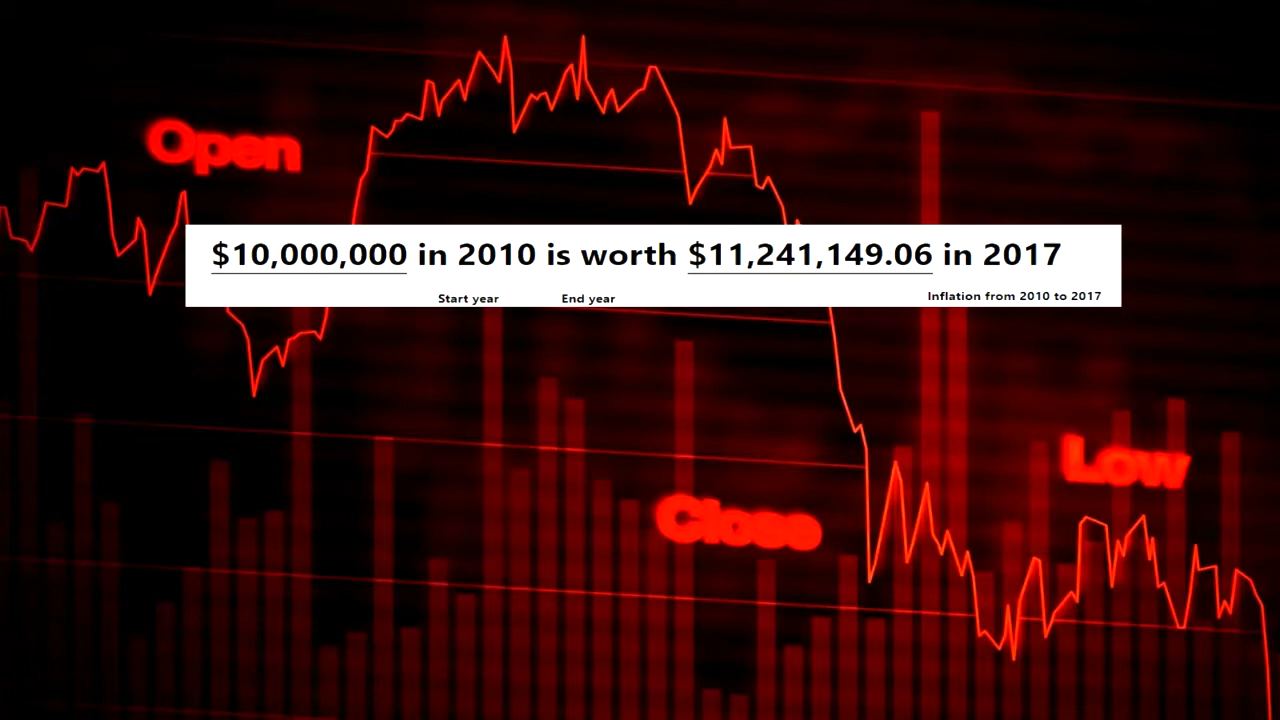 Open
$10,000,000 in 2010 is worth $11,241,149.06 in 2017
Start year End year Inflation from 2010 to 2017
Low
Close